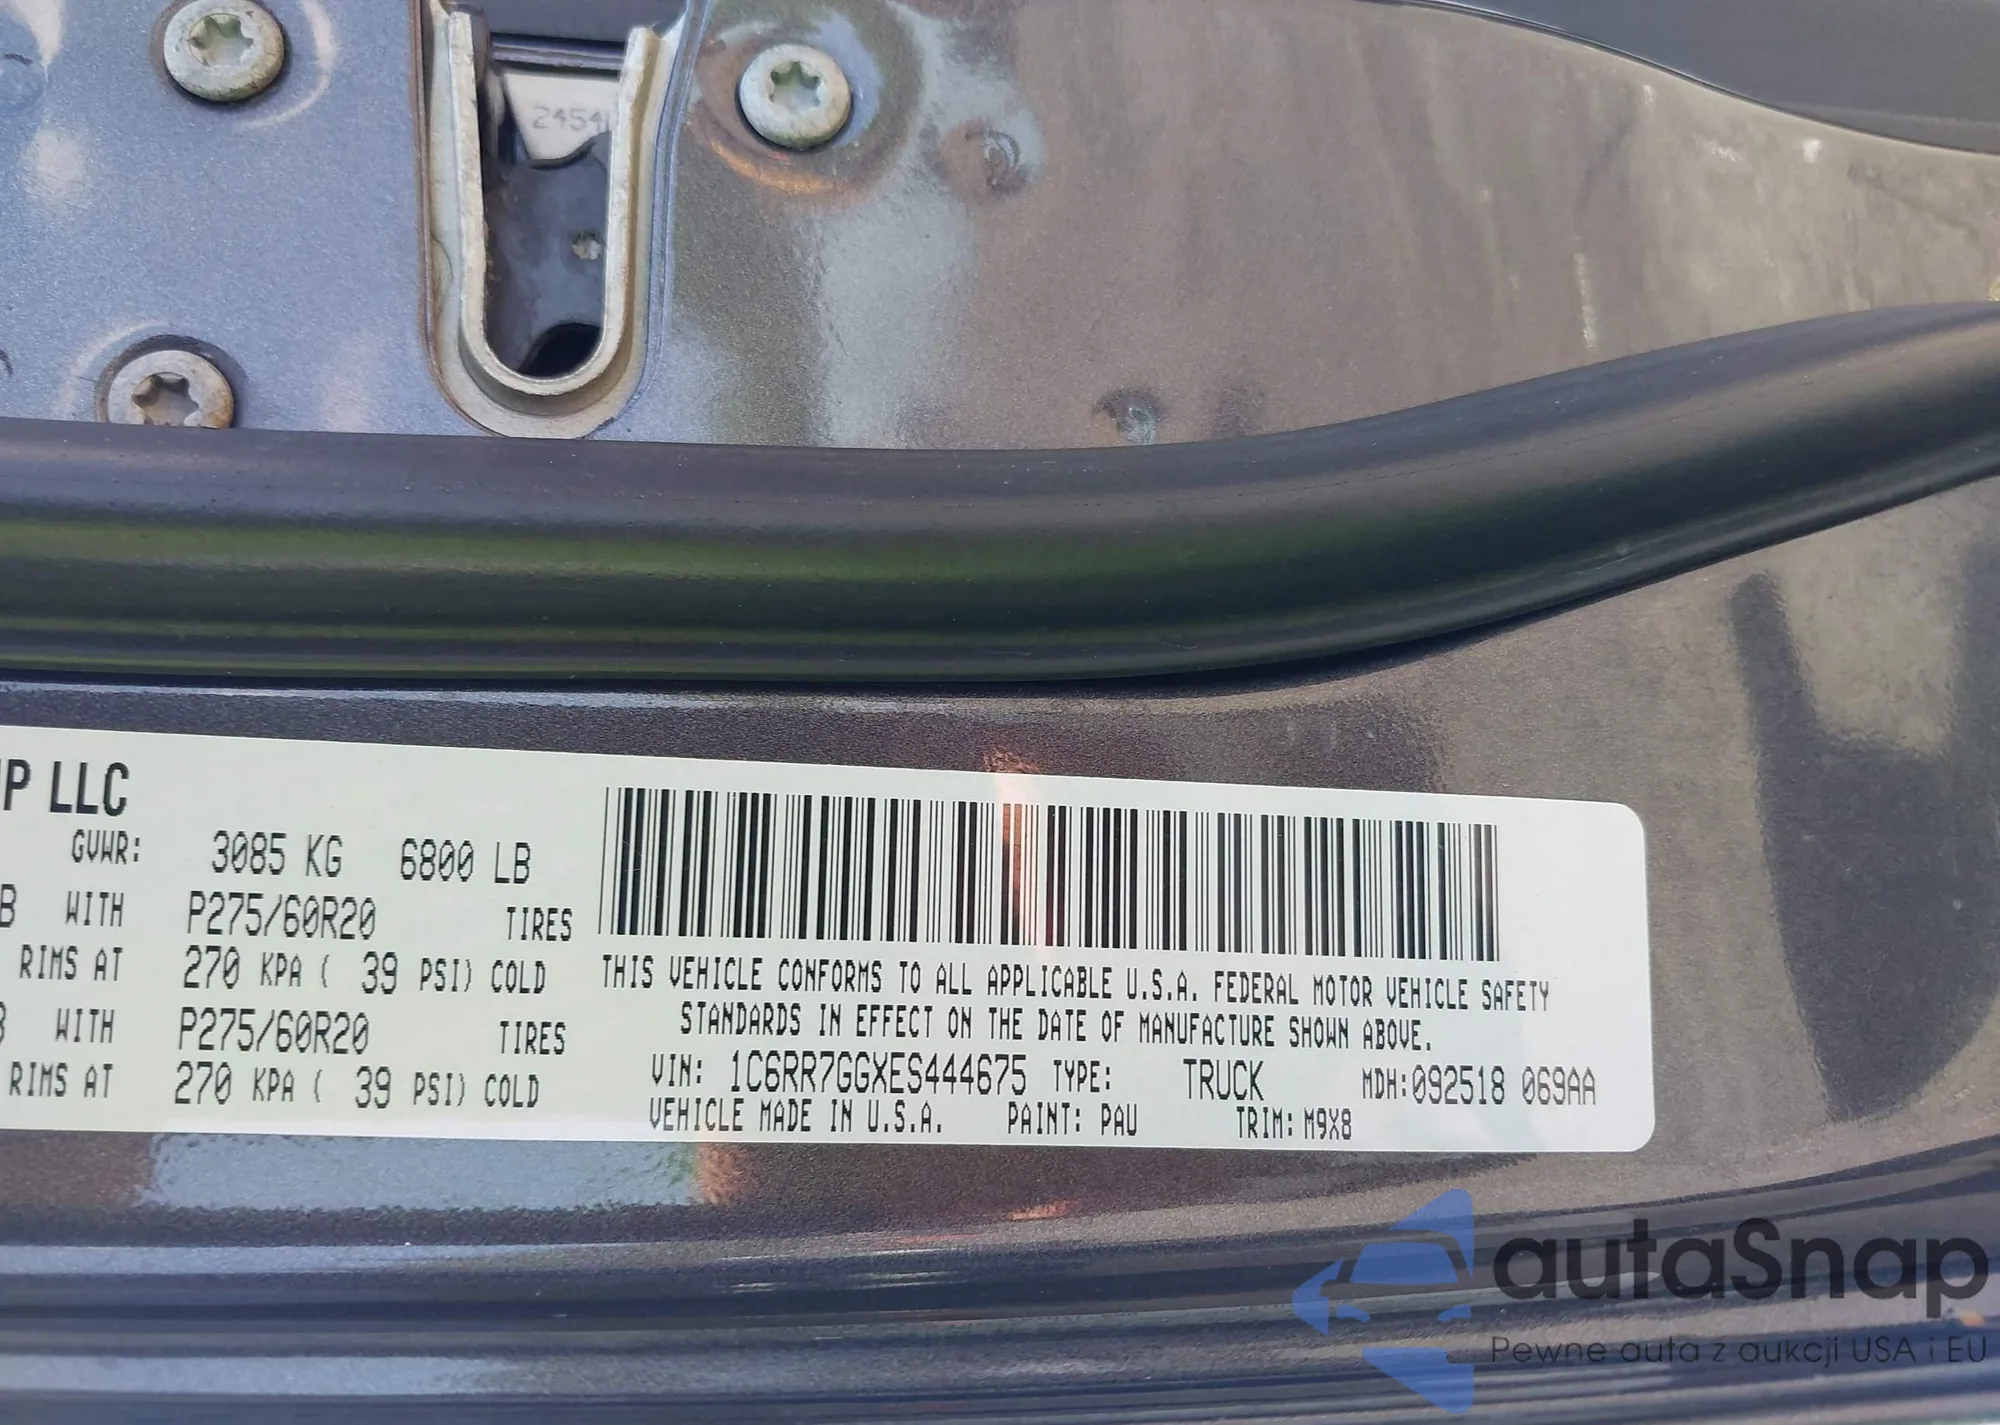 2454
P LLC
GVWR: 3085 KG 6800 LB
B WITH P275/60R20 TIRES
RIMS AT 270 KPA ( 39 PSI) COLD
B WITH P275/60R20 TIRES
RIMS AT 270 KPA ( 39 PSI) COLD
THIS VEHICLE CONFORMS TO ALL APPLICABLE U.S.A. FEDERAL MOTOR VEHICLE SAFETY
STANDARDS IN EFFECT ON THE DATE OF MANUFACTURE SHOWN ABOVE.
VIN: 1C6RR7GGXES444675 TYPE: TRUCK MDH:092518 069AA
VEHICLE MADE IN U.S.A. PAINT: PAU TRIM: M9X8
autaSnap
Pewne auta z aukcji USA i EU